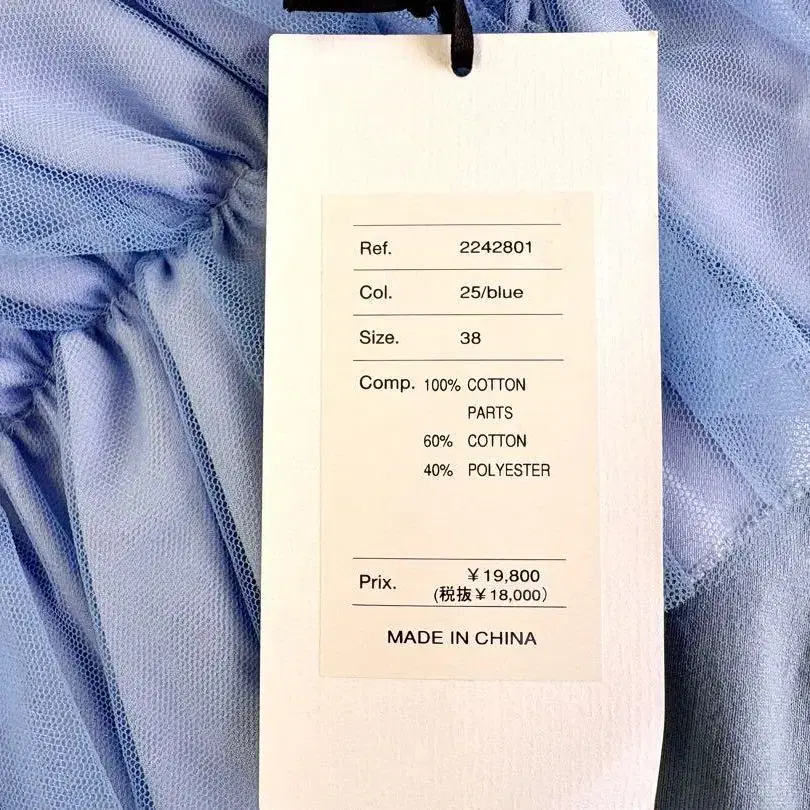 Ref. 2242801
Col. 25/blue
Size. 38
Comp. 100% COTTON
PARTS
60% COTTON
40% POLYESTER
Prix. ¥19,800
(税抜¥18,000)
MADE IN CHINA